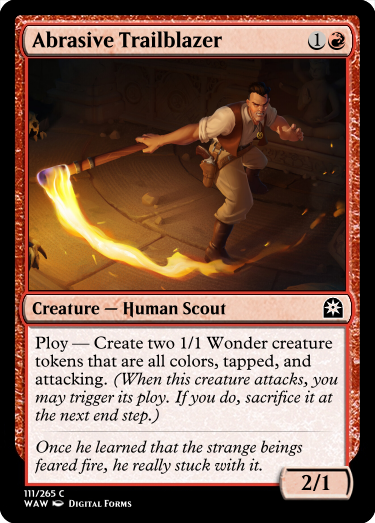 Abrasive Trailblazer 1
Creature — Human Scout
Ploy — Create two 1/1 Wonder creature
tokens that are all colors, tapped, and
attacking. (When this creature attacks, you
may trigger its ploy. If you do, sacrifice it at
the next end step.)
Once he learned that the strange beings
feared fire, he really stuck with it.
2/1
111/265 C
WAW Digital Forms